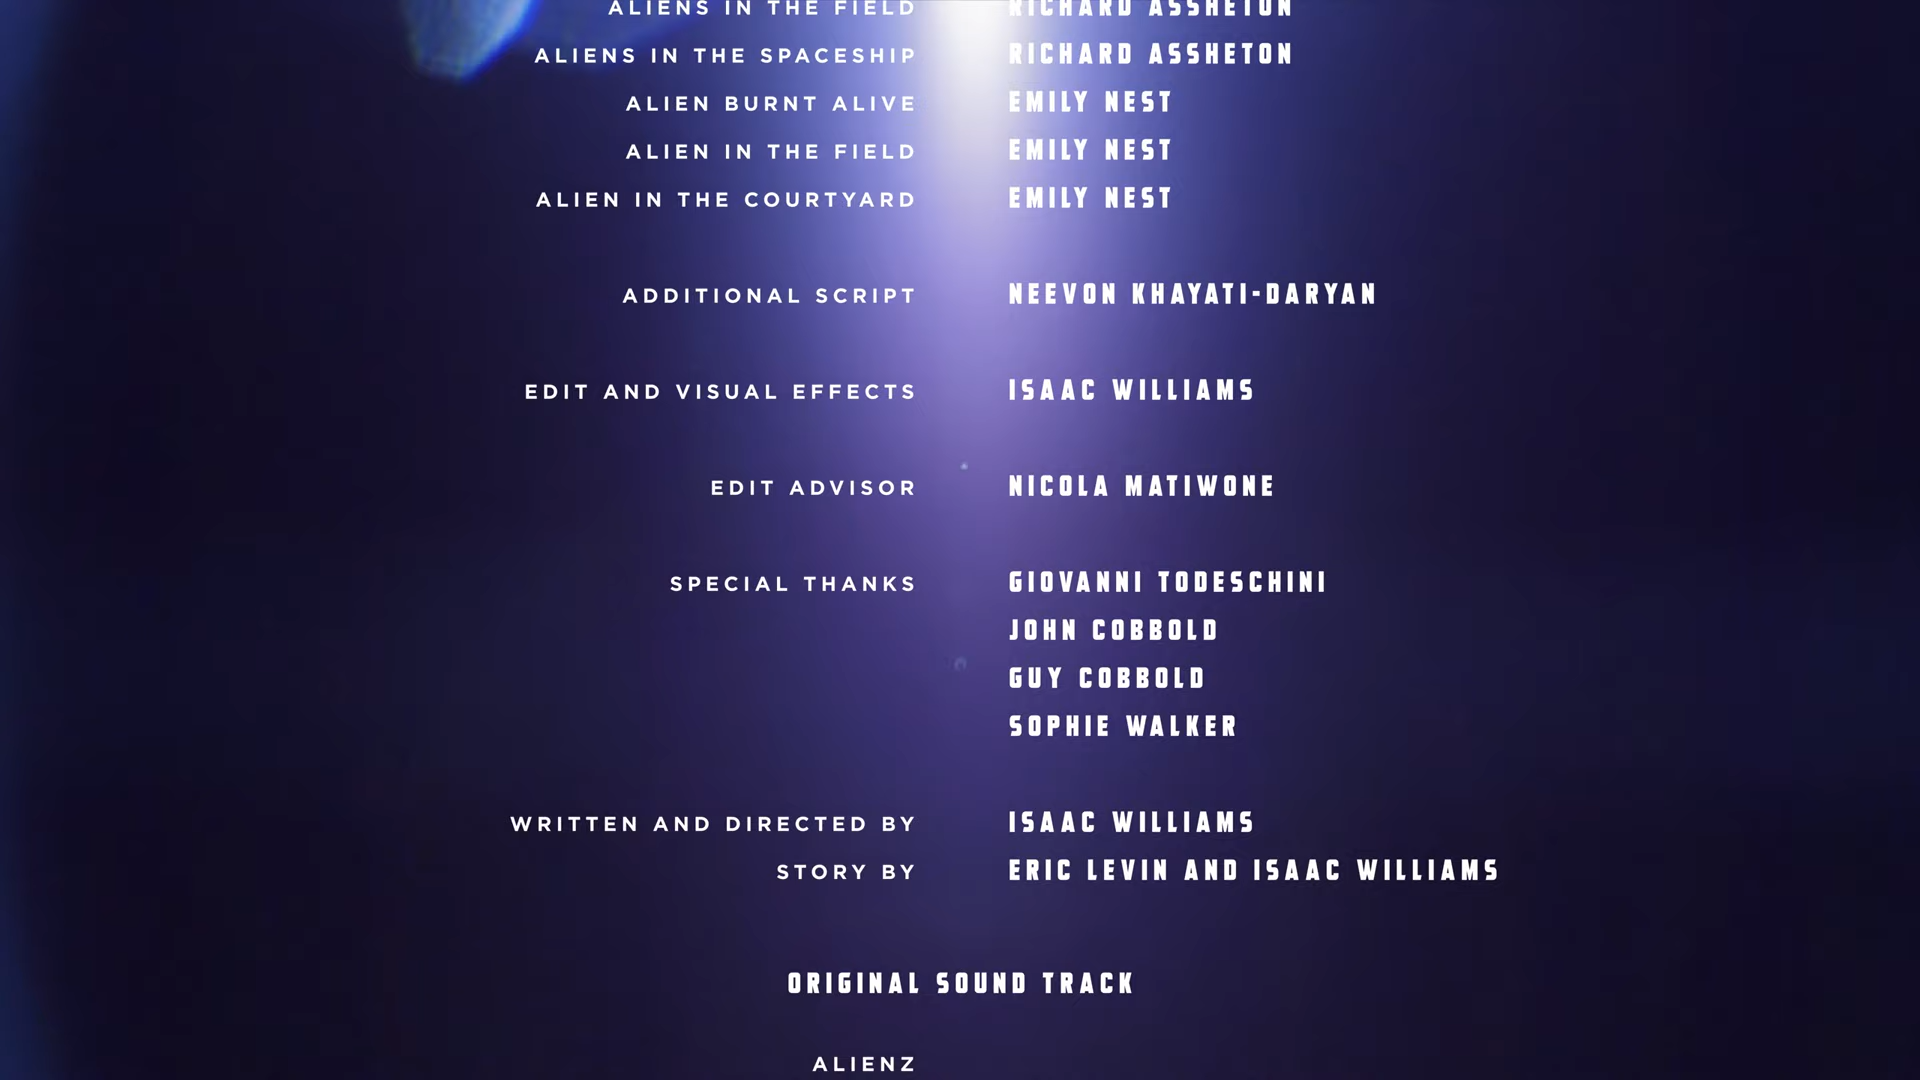 ALIENS IN THE FIELD RICHARD ASSHETON
ALIENS IN THE SPACESHIP RICHARD ASSHETON
ALIEN BURNT ALIVE EMILY NEST
ALIEN IN THE FIELD EMILY NEST
ALIEN IN THE COURTYARD EMILY NEST
ADDITIONAL SCRIPT NEEVON KHAYATI-DARYAN
EDIT AND VISUAL EFFECTS ISAAC WILLIAMS
EDIT ADVISOR NICOLA MATIWONE
SPECIAL THANKS GIOVANNI TODESCHINI
JOHN COBBOLD
GUY COBBOLD
SOPHIE WALKER
WRITTEN AND DIRECTED BY ISAAC WILLIAMS
STORY BY ERIC LEVIN AND ISAAC WILLIAMS
ORIGINAL SOUND TRACK
ALIENZ